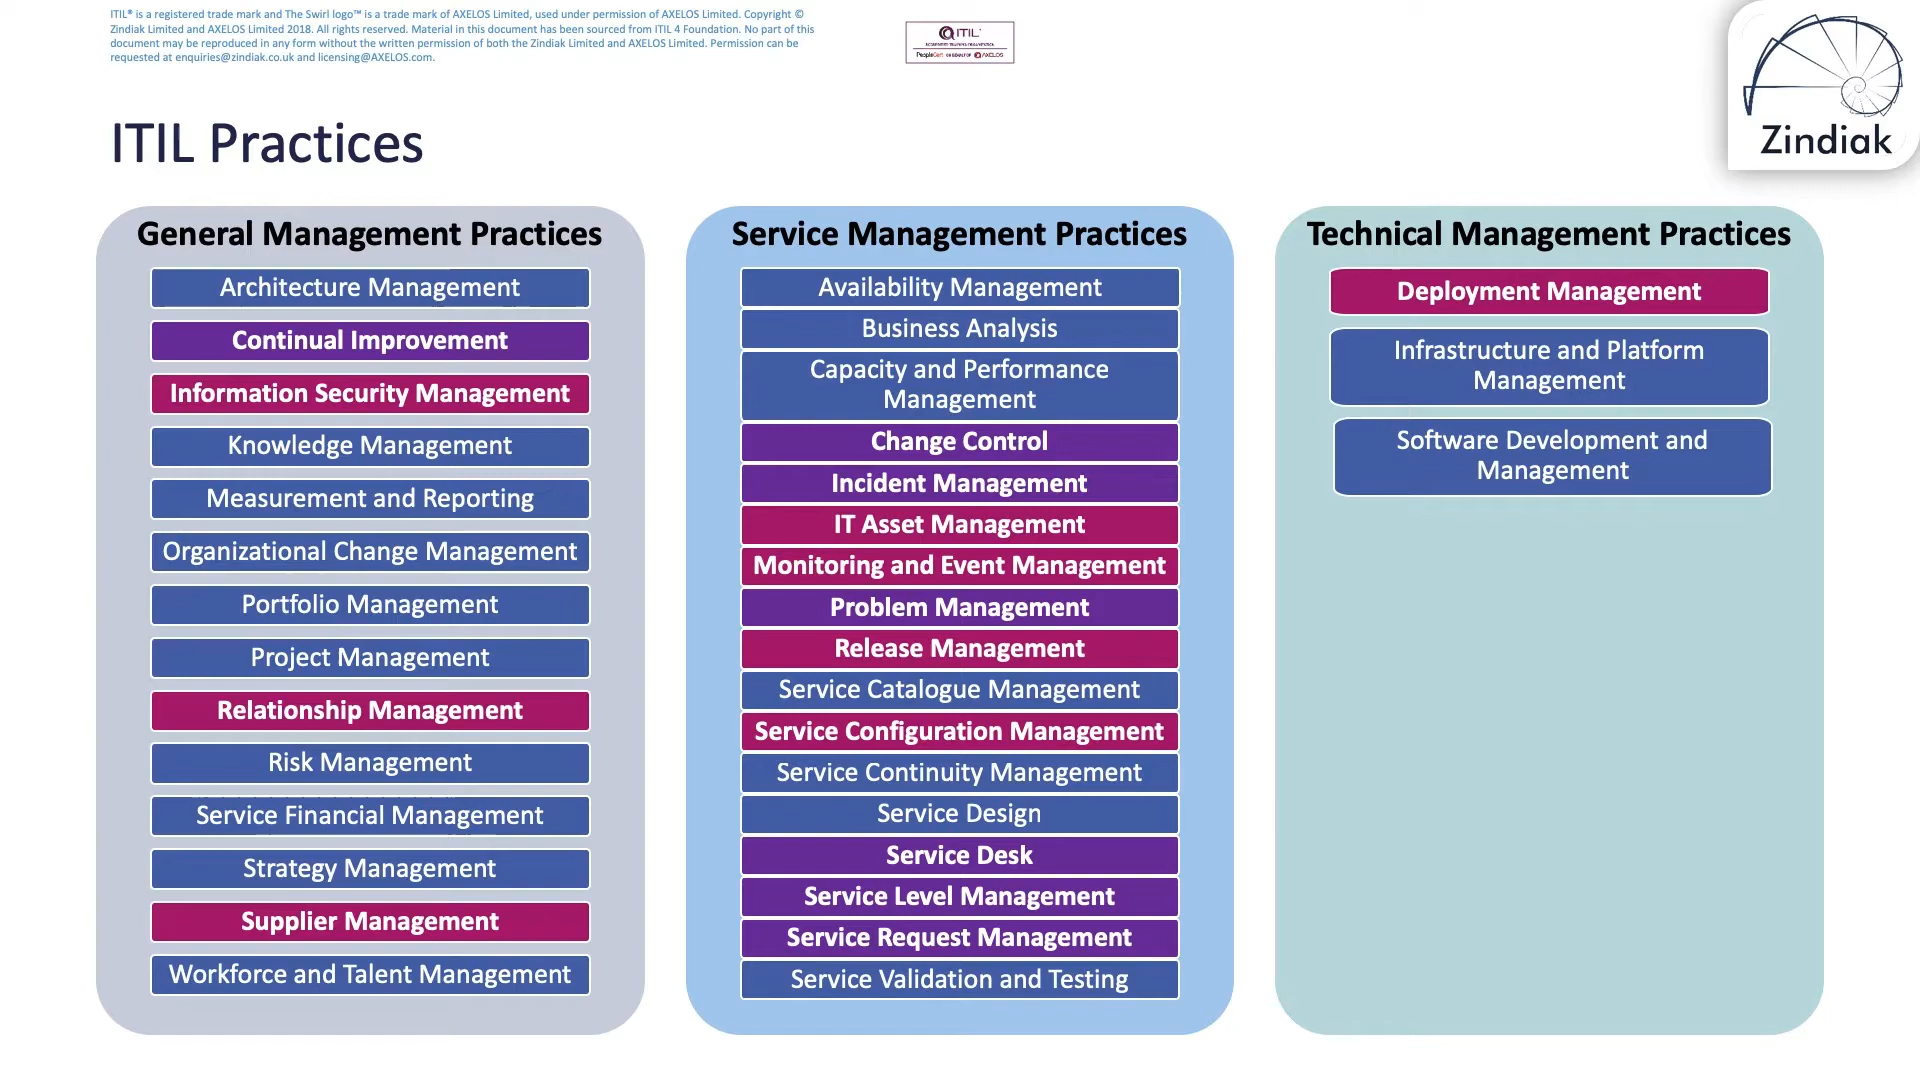 ITIL® is a registered trade mark and The Swirl logo™ is a trade mark of AXELOS Limited, used under permission of AXELOS Limited. Copyright ©
Zindiak Limited and AXELOS Limited 2018. All rights reserved. Material in this document has been sourced from ITIL 4 Foundation. No part of this
document may be reproduced in any form without the written permission of both the Zindiak Limited and AXELOS Limited. Permission can be
requested at enquiries@zindiak.co.uk and licensing@AXELOS.com.
ITIL®
PeopleCert ON BEHALF OF AXELOS
Zindiak
ITIL Practices
General Management Practices
Architecture Management
Continual Improvement
Information Security Management
Knowledge Management
Measurement and Reporting
Organizational Change Management
Portfolio Management
Project Management
Relationship Management
Risk Management
Service Financial Management
Strategy Management
Supplier Management
Workforce and Talent Management
Service Management Practices
Availability Management
Business Analysis
Capacity and Performance
Management
Change Control
Incident Management
IT Asset Management
Monitoring and Event Management
Problem Management
Release Management
Service Catalogue Management
Service Configuration Management
Service Continuity Management
Service Design
Service Desk
Service Level Management
Service Request Management
Service Validation and Testing
Technical Management Practices
Deployment Management
Infrastructure and Platform
Management
Software Development and
Management